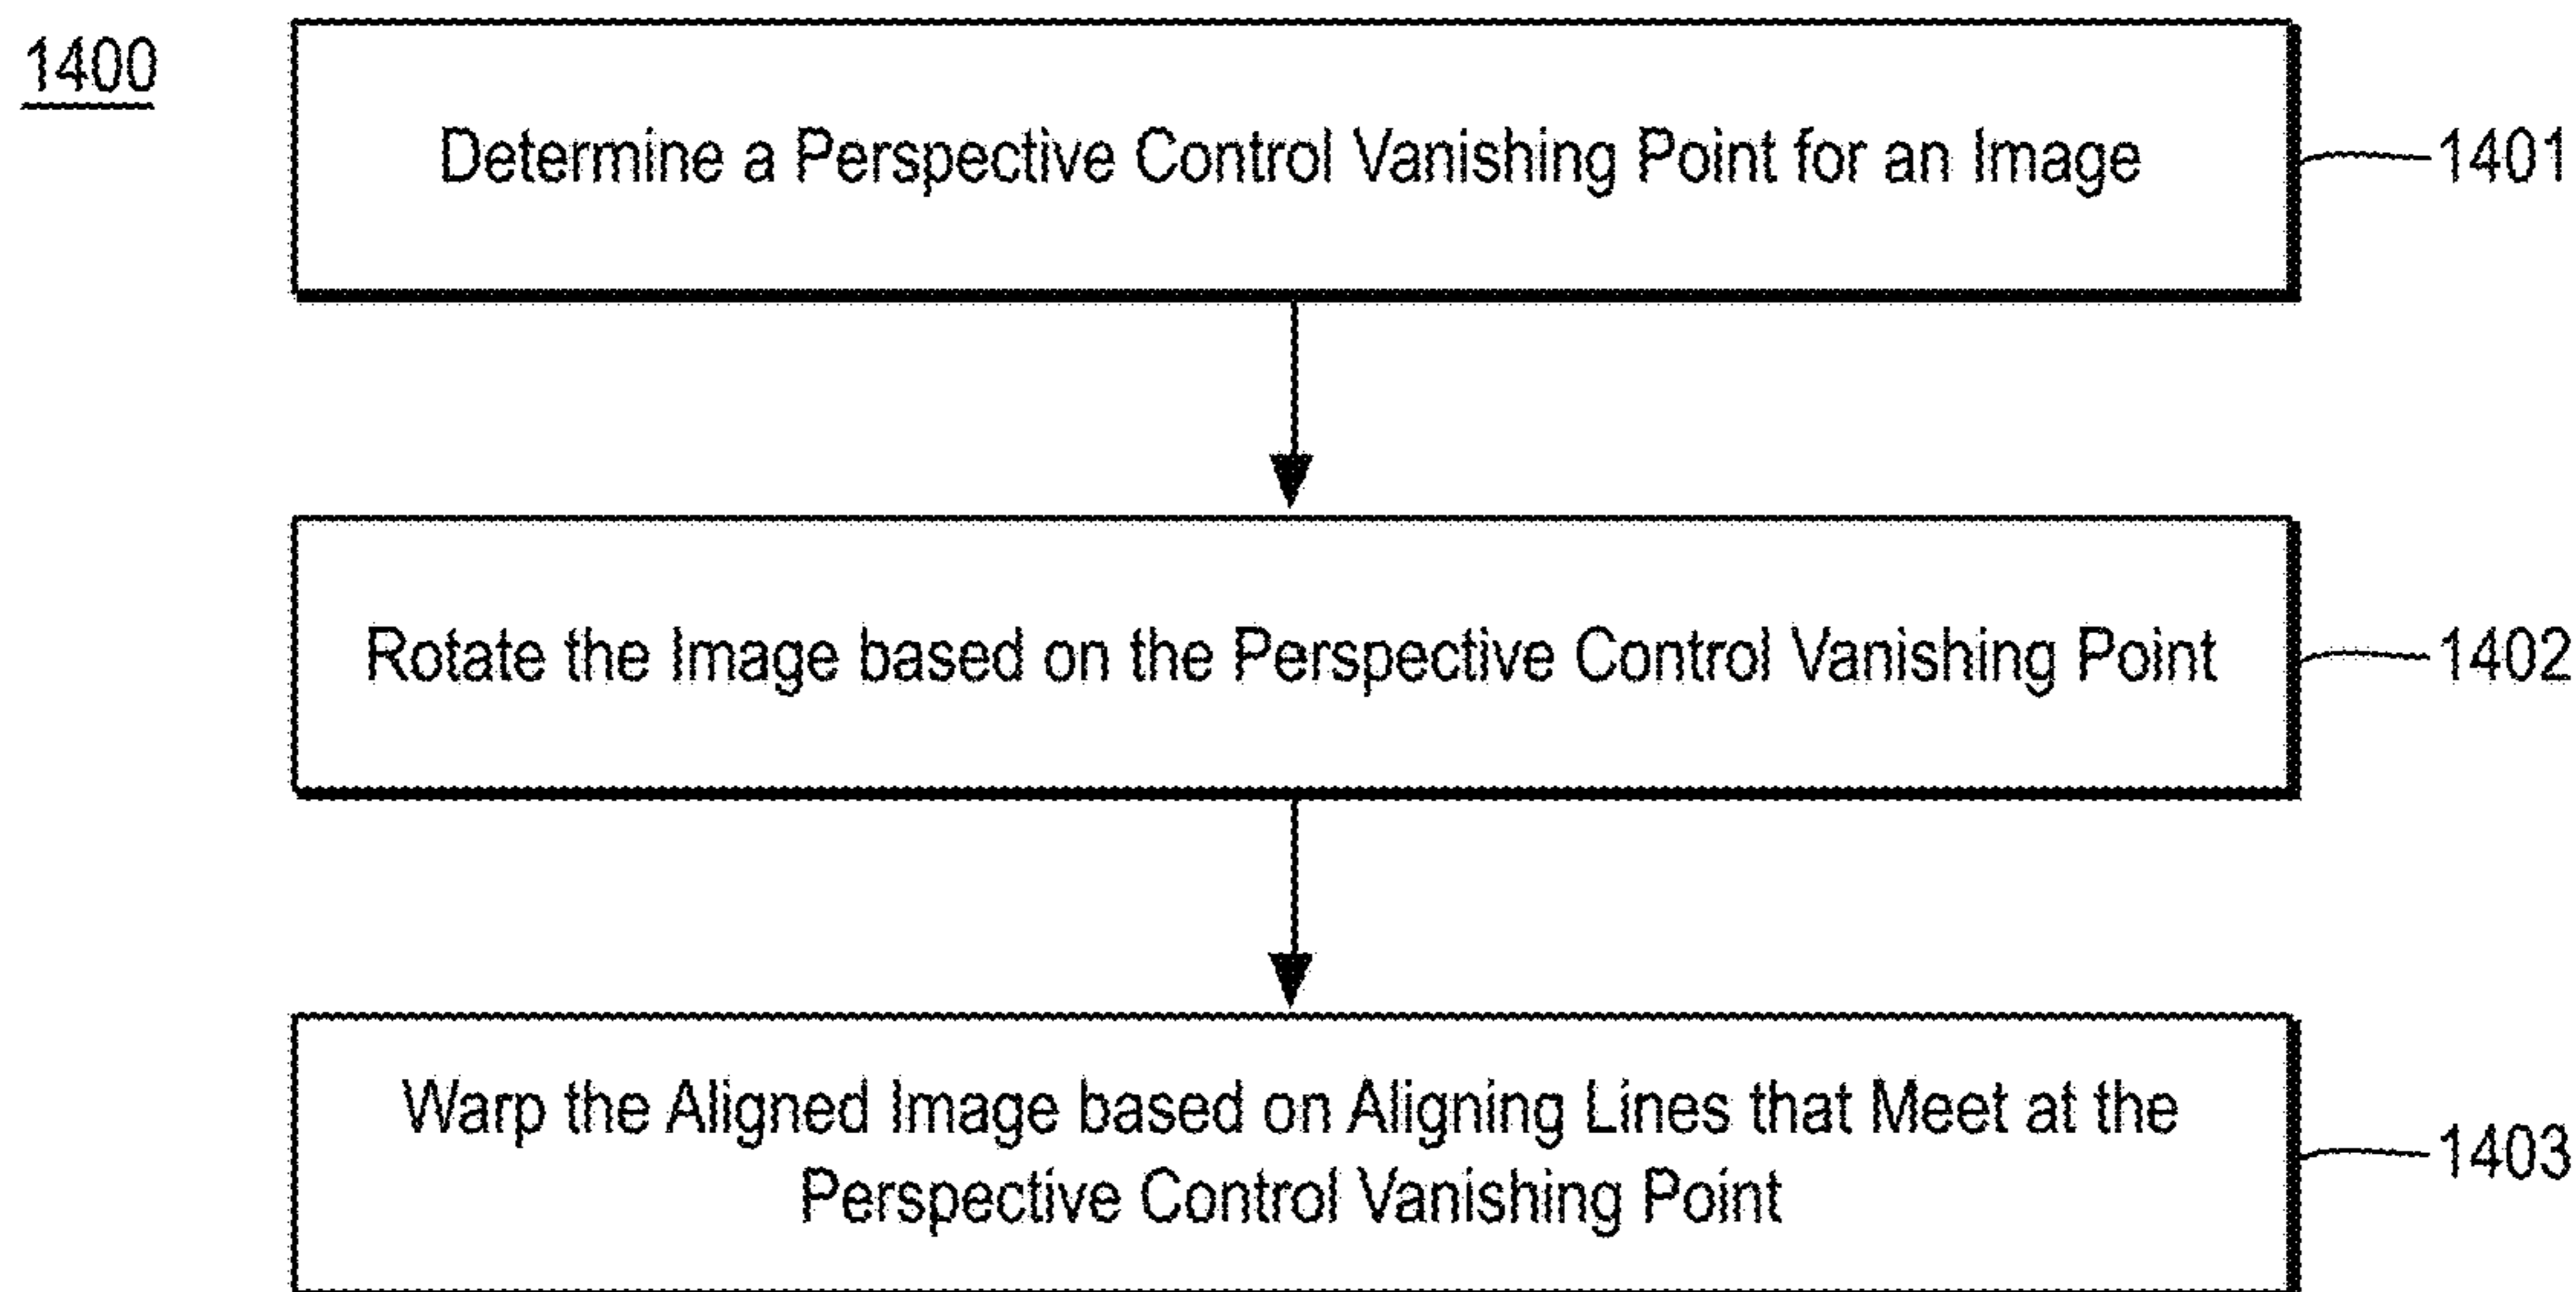 1400
Determine a Perspective Control Vanishing Point for an Image
1401
Rotate the Image based on the Perspective Control Vanishing Point
1402
Warp the Aligned Image based on Aligning Lines that Meet at the
Perspective Control Vanishing Point
1403